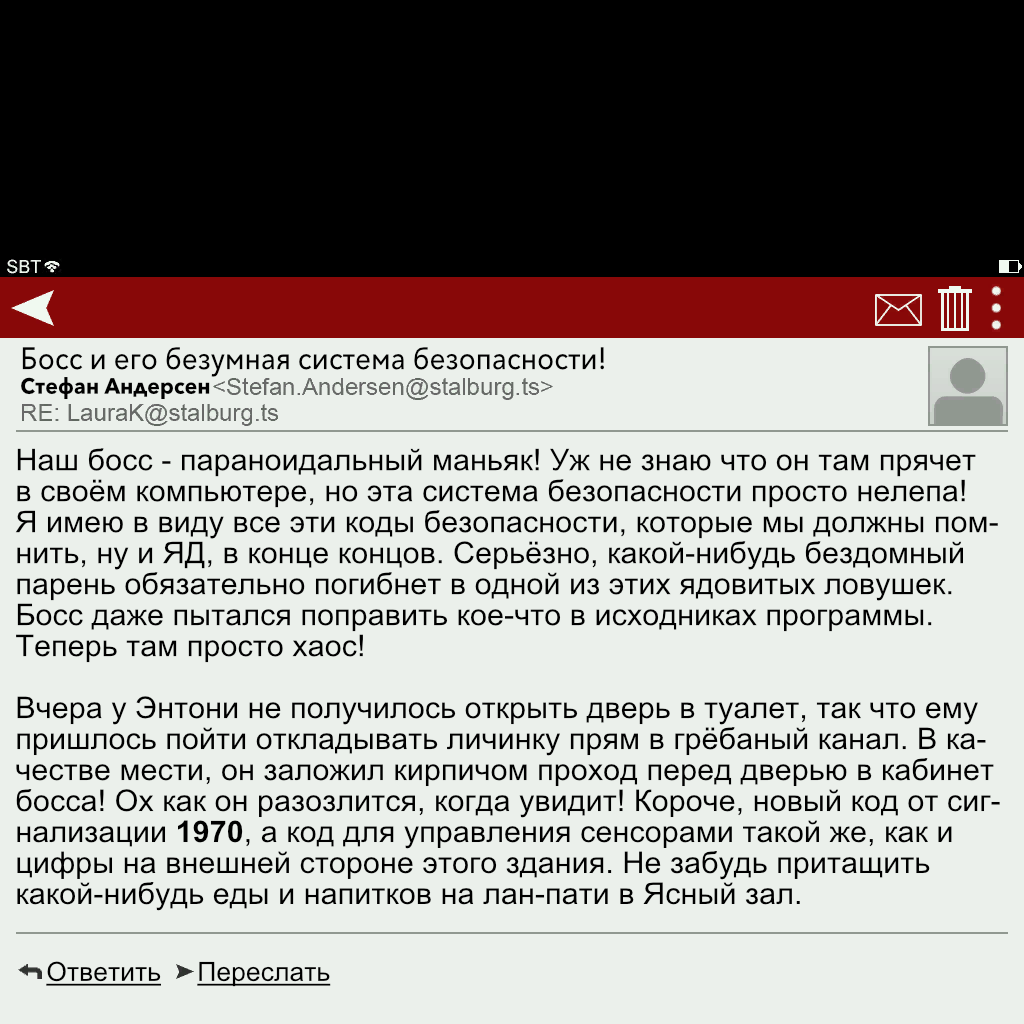 SBT
Босс и его безумная система безопасности!
Стефан Андерсен<Stefan.Andersen@stalburg.ts>
RE: LauraK@stalburg.ts
Наш босс - параноидальный маньяк! Уж не знаю что он там прячет
в своём компьютере, но эта система безопасности просто нелепа!
Я имею в виду все эти коды безопасности, которые мы должны пом-
нить, ну и ЯД, в конце концов. Серьёзно, какой-нибудь бездомный
парень обязательно погибнет в одной из этих ядовитых ловушек.
Босс даже пытался поправить кое-что в исходниках программы.
Теперь там просто хаос!
Вчера у Энтони не получилось открыть дверь в туалет, так что ему
пришлось пойти откладывать личинку прям в грёбаный канал. В ка-
честве мести, он заложил кирпичом проход перед дверью в кабинет
босса! Ох как он разозлится, когда увидит! Короче, новый код от сиг-
нализации 1970, а код для управления сенсорами такой же, как и
цифры на внешней стороне этого здания. Не забудь притащить
какой-нибудь еды и напитков на лан-пати в Ясный зал.
Ответить Переслать